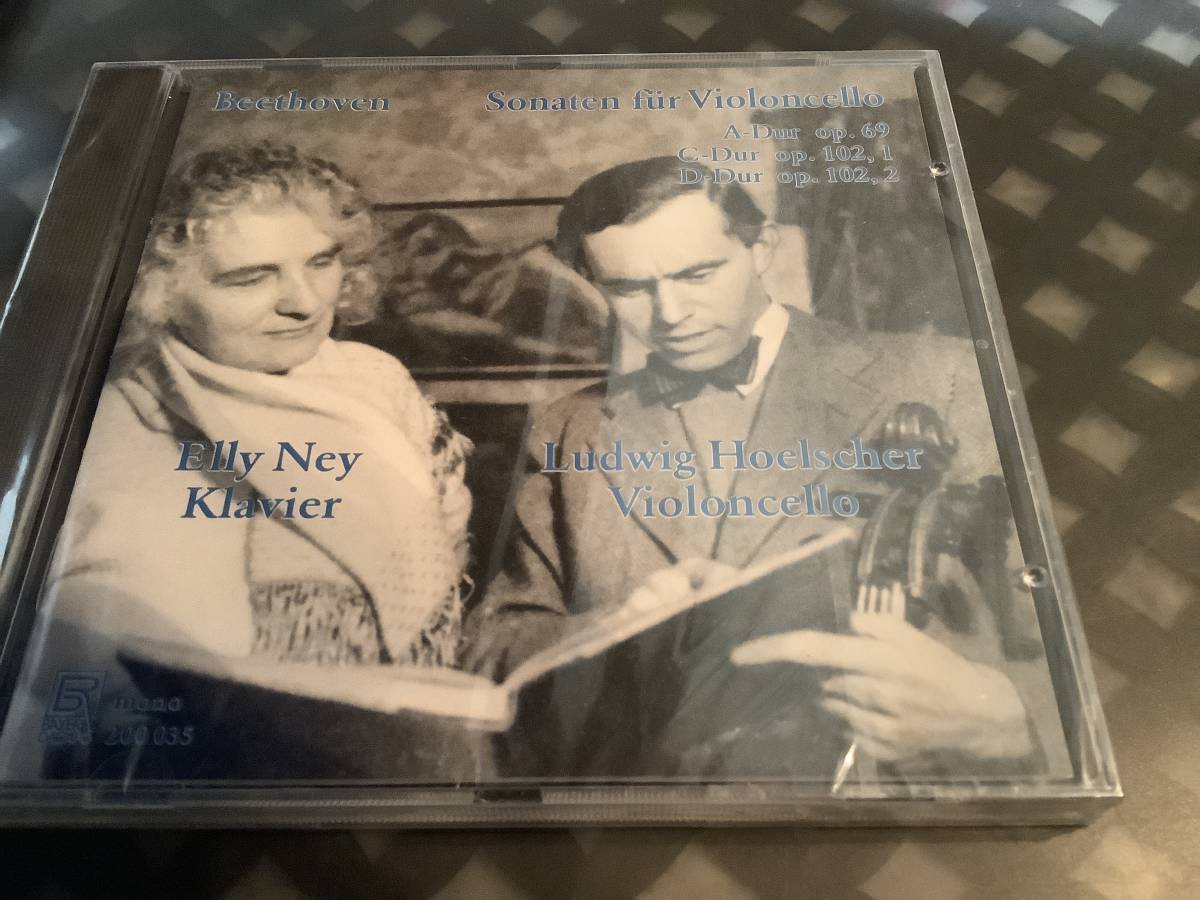 Beethoven Sonaten für Violoncello
A-Dur op. 69
C-Dur op. 102, 1
D-Dur op. 102, 2
Elly Ney
Klavier
Ludwig Hoelscher
Violoncello
BR
mono
200 035